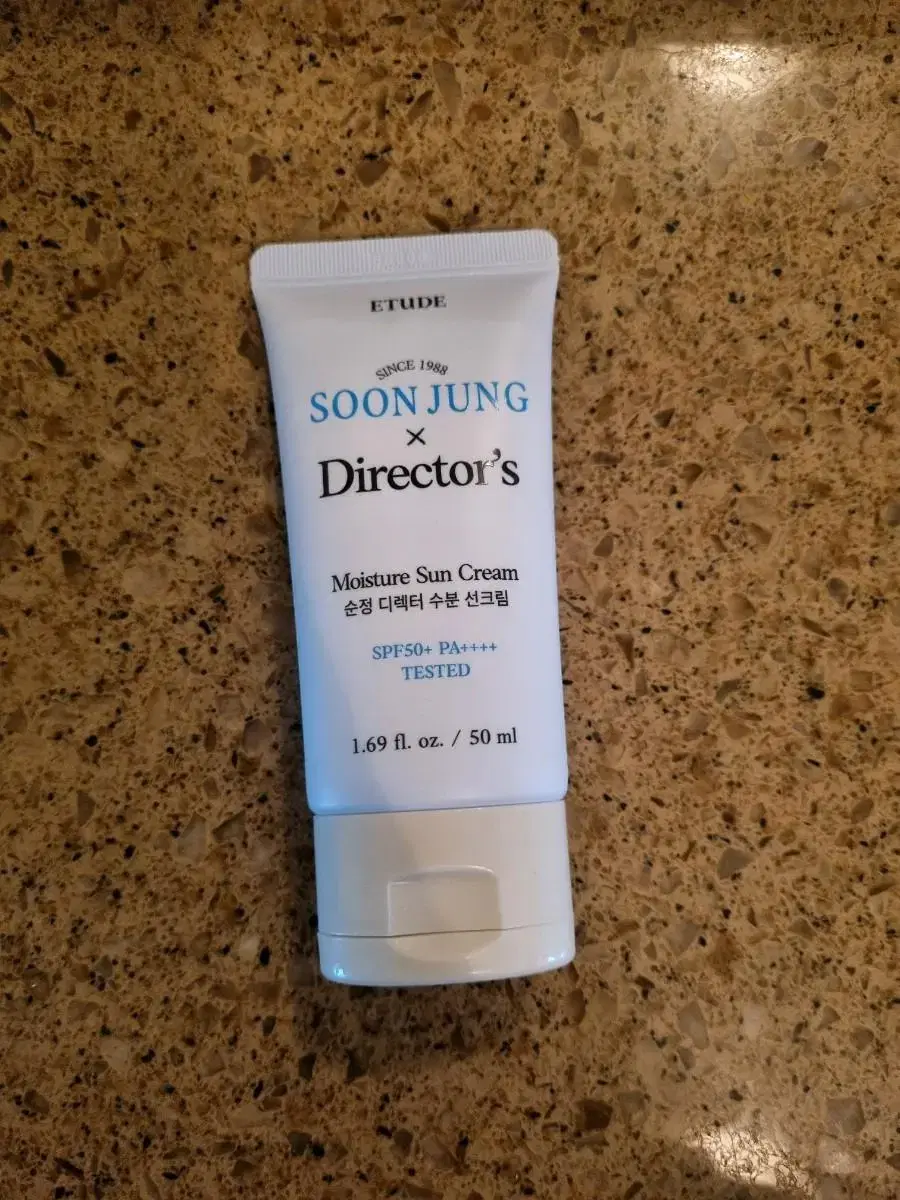 ETUDE
SINCE 1988
SOON JUNG
×
Director's
Moisture Sun Cream
순정 디렉터 수분 선크림
SPF50+ PA++++
TESTED
1.69 fl. oz. / 50 ml